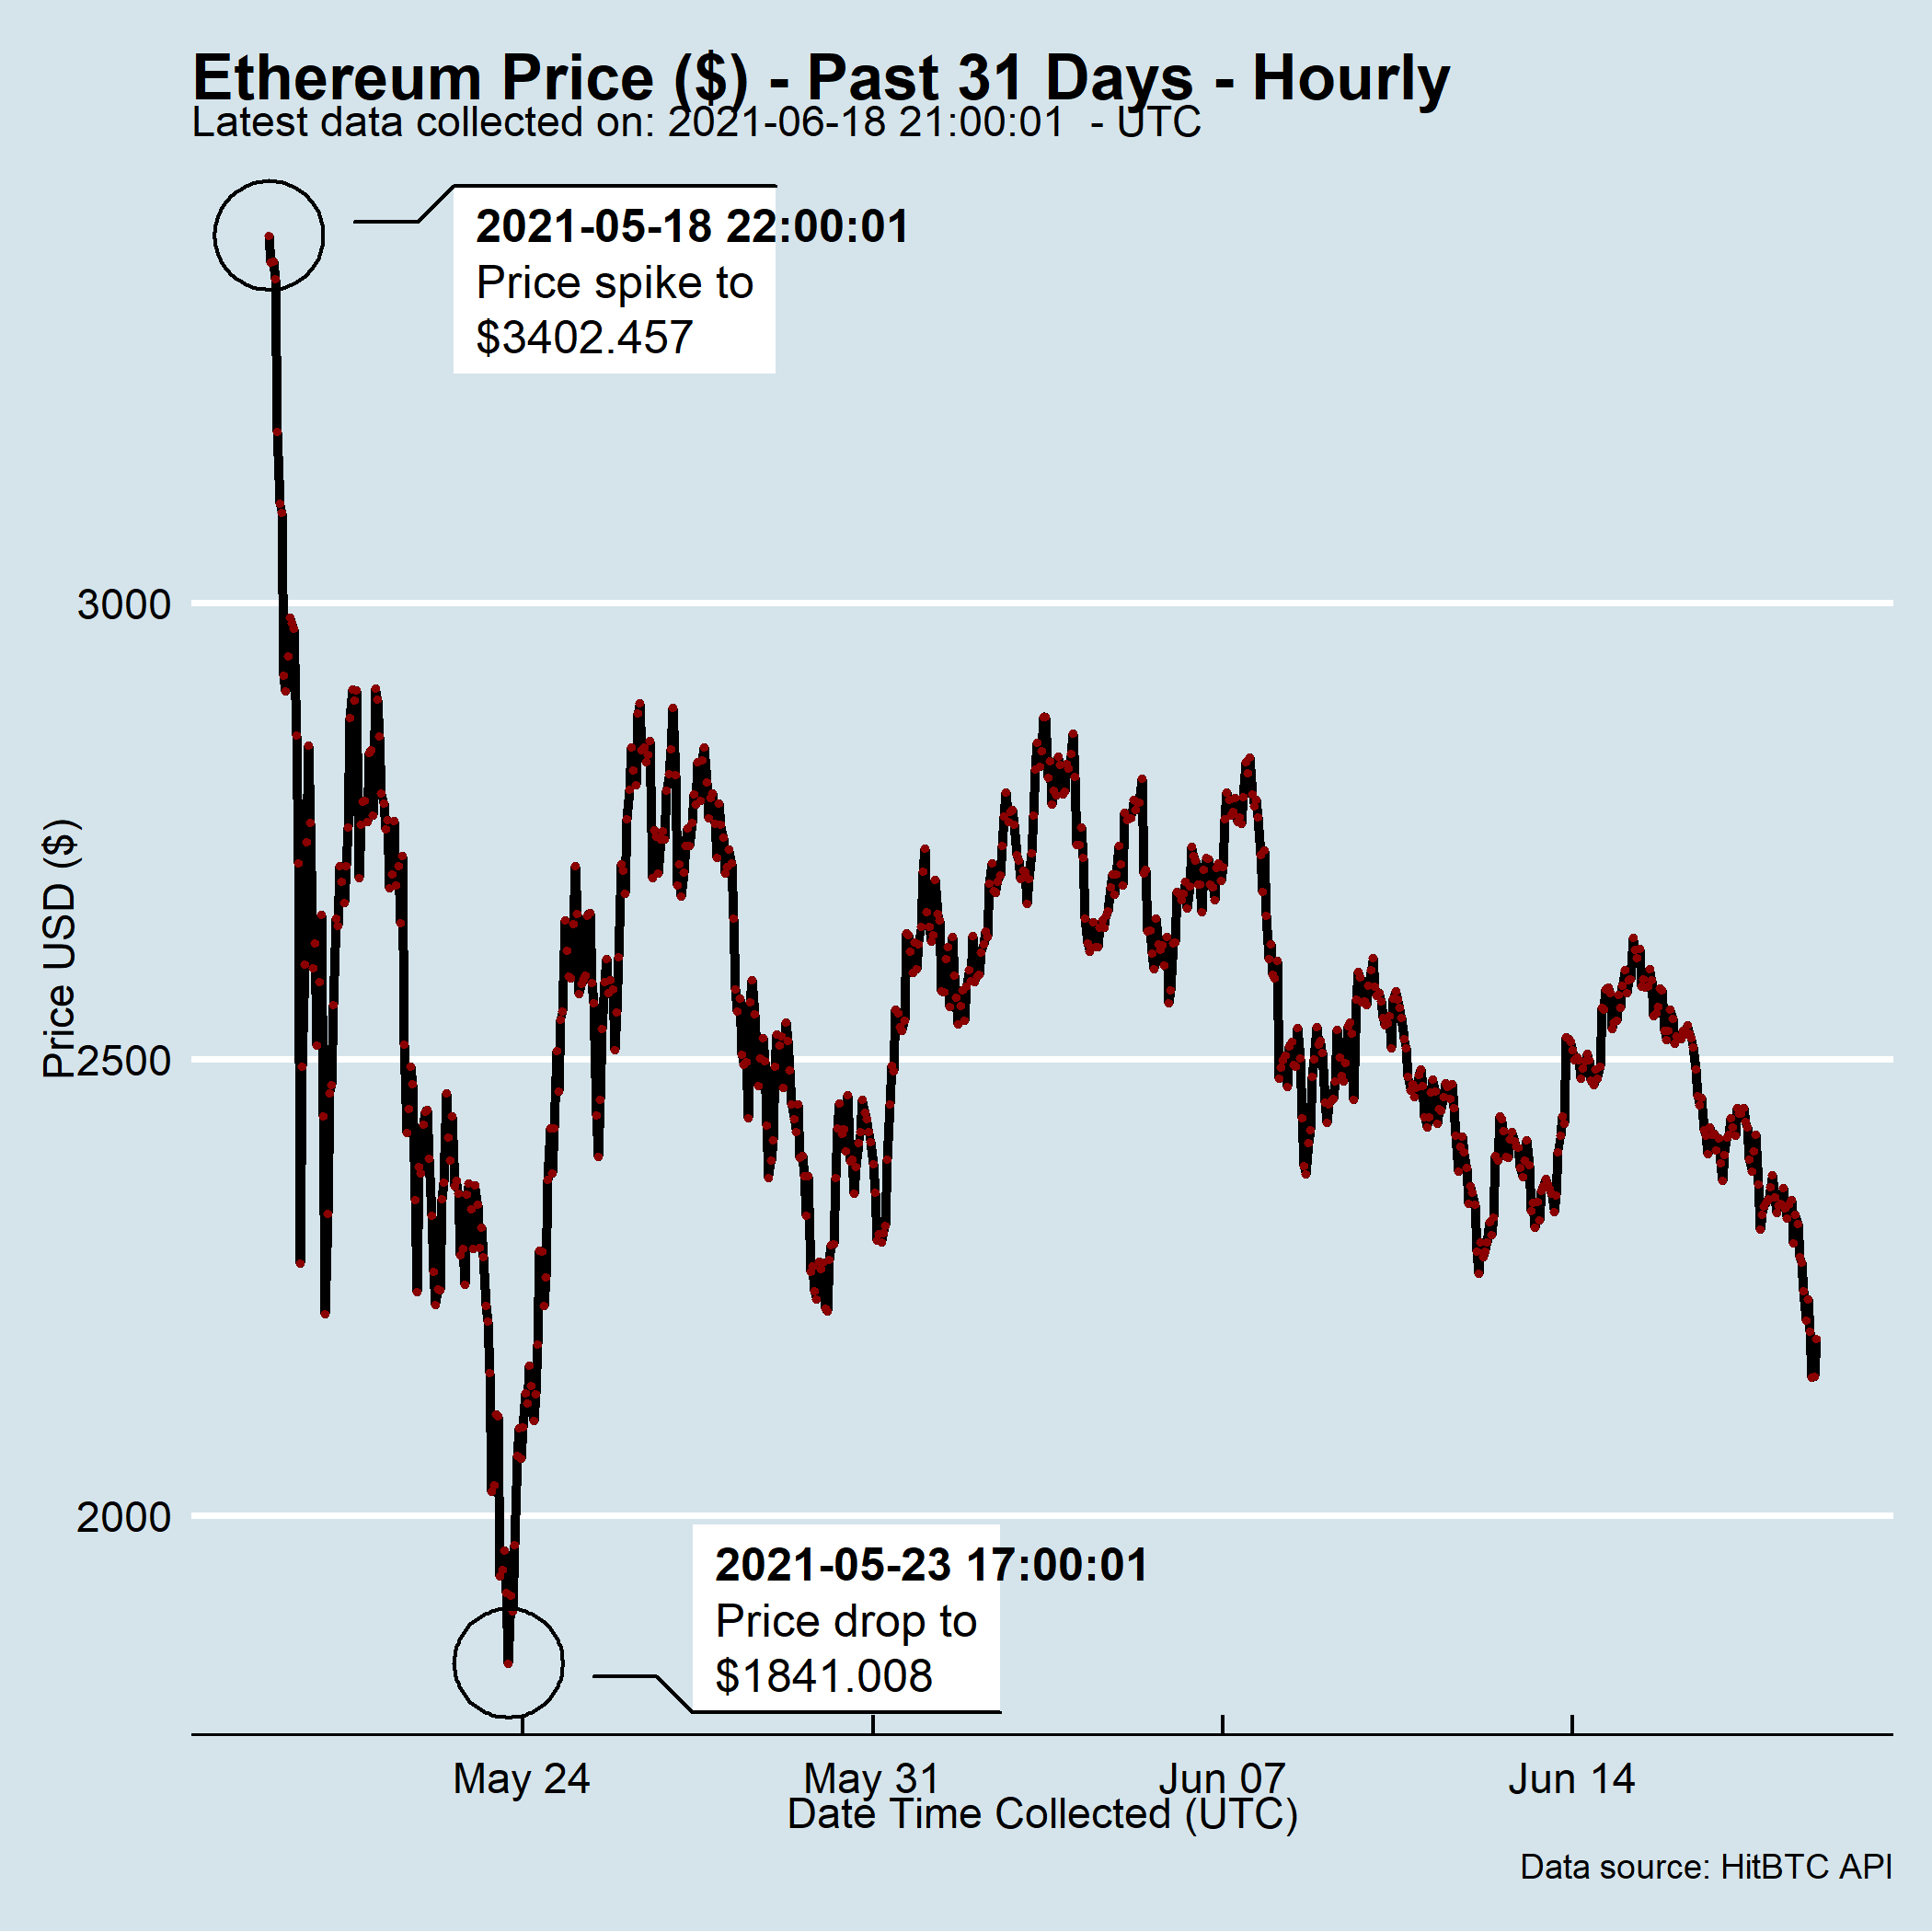 Ethereum Price ($) - Past 31 Days - Hourly
Latest data collected on: 2021-06-18 21:00:01  - UTC
2021-05-18 22:00:01
Price spike to
$3402.457
3000
Price USD ($)
2500
2000
2021-05-23 17:00:01
Price drop to
$1841.008
May 24
May 31
Jun 07
Jun 14
Date Time Collected (UTC)
Data source: HitBTC API